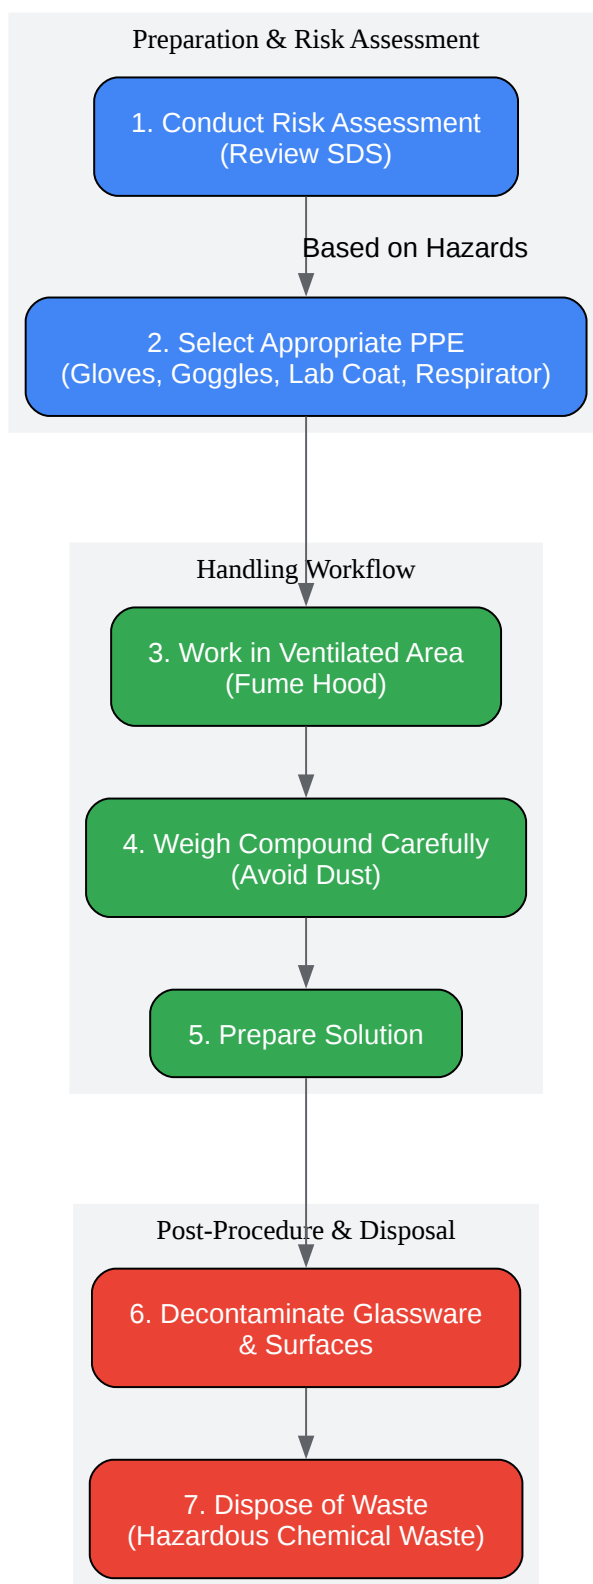 Preparation & Risk Assessment
1. Conduct Risk Assessment
(Review SDS)
Based on Hazards
2. Select Appropriate PPE
(Gloves, Goggles, Lab Coat, Respirator)
Handling Workflow
3. Work in Ventilated Area
(Fume Hood)
4. Weigh Compound Carefully
(Avoid Dust)
5. Prepare Solution
Post-Procedure & Disposal
6. Decontaminate Glassware
& Surfaces
7. Dispose of Waste
(Hazardous Chemical Waste)